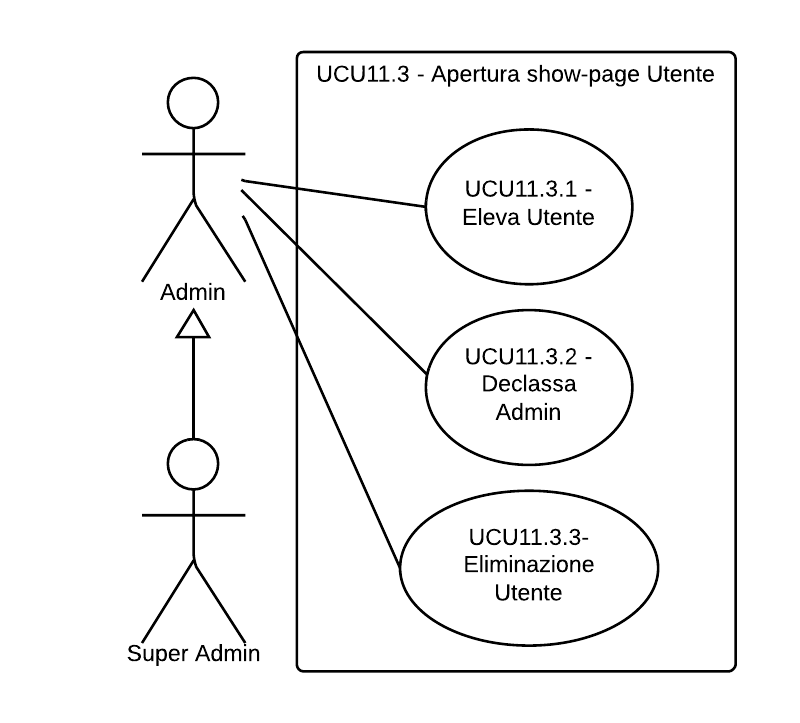 UCU11.3 - Apertura show-page Utente
UCU11.3.1 -
Eleva Utente
Admin
UCU11.3.2 -
Declassa
Admin
UCU11.3.3-
Eliminazione
Utente
Super Admin